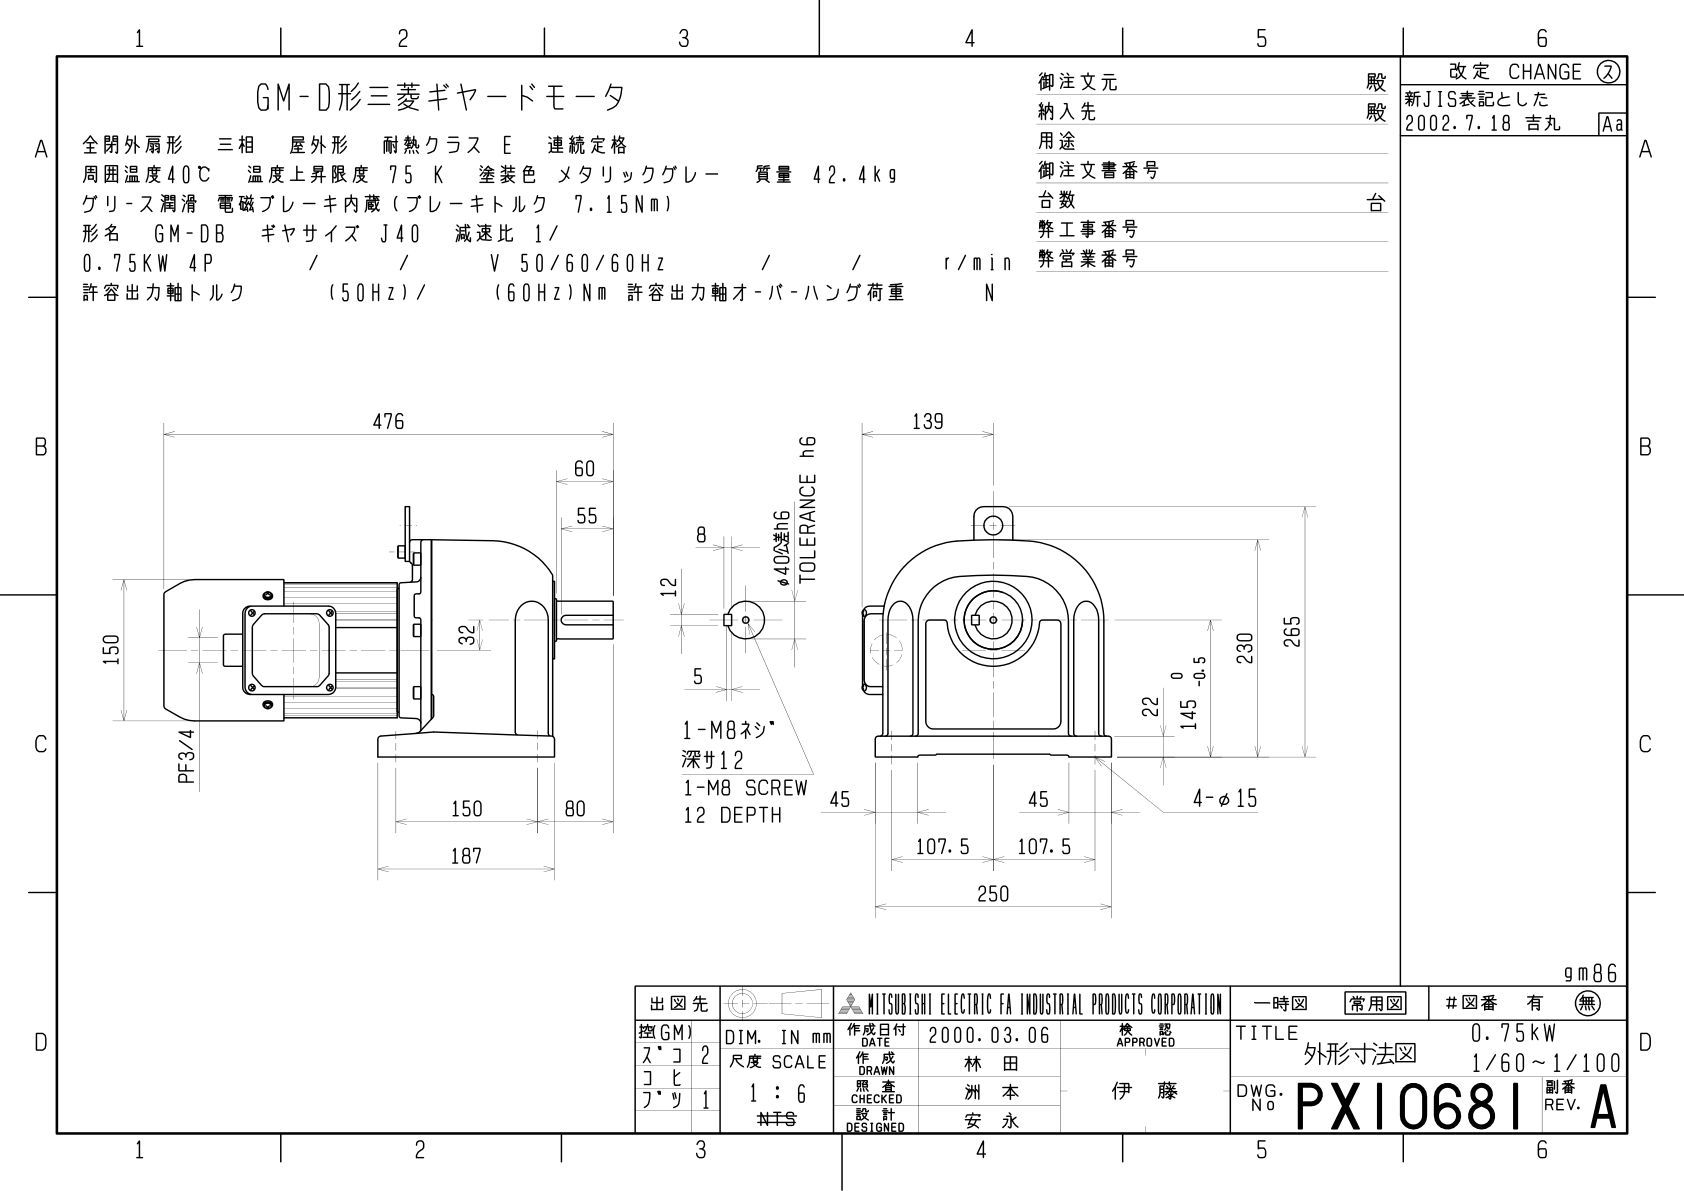 1 2 3 4 5 6
A
B
C
D
A
B
C
D
GM-D形三菱ギヤードモータ
全閉外扇形 三相 屋外形 耐熱クラス E 連続定格
周囲温度40℃ 温度上昇限度 75 K 塗装色 メタリックグレー 質量 42.4kg
グリース潤滑 電磁ブレーキ内蔵(ブレーキトルク 7.15Nm)
形名 GM-DB ギヤサイズ J40 減速比 1/
0.75KW 4P / / V 50/60/60Hz / / r/min
許容出力軸トルク (50Hz)/ (60Hz)Nm 許容出力軸オーバーハング荷重 N
御注文元 殿
納入先 殿
用途
御注文書番号
台数 台
弊工事番号
弊営業番号
改定 CHANGE ス
新JIS表記とした
2002.7.18 吉丸 Aa
476
60
55
150
PF3/4
32
150
80
187
8
12
5
φ40公差h6
TOLERANCE h6
1-M8ネジ
深サ12
1-M8 SCREW
12 DEPTH
139
265
230
145 0 -0.5
22
45
45
4-φ15
107.5
107.5
250
gm86
出図先
控(GM)
ズコ 2
コヒ
ブツ 1
DIM. IN mm
尺度 SCALE
1 : 6
NTS
MITSUBISHI ELECTRIC FA INDUSTRIAL PRODUCTS CORPORATION
作成日付 DATE 2000.03.06
検認 APPROVED
作成 DRAWN 林田
照査 CHECKED 洲本
伊藤
設計 DESIGNED 安永
一時図 常用図 #図番 有 無
TITLE 0.75kW
外形寸法図 1/60~1/100
DWG. No PX10681 副番 REV. A
1 2 3 4 5 6